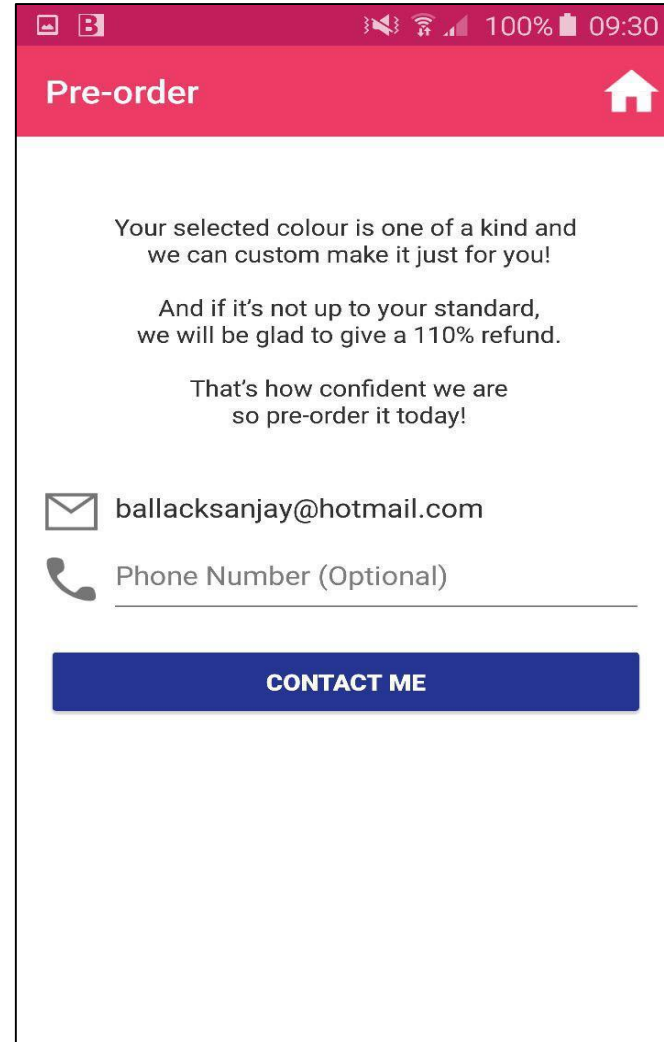 B 100% 09:30
Pre-order
Your selected colour is one of a kind and
we can custom make it just for you!
And if it's not up to your standard,
we will be glad to give a 110% refund.
That's how confident we are
so pre-order it today!
ballacksanjay@hotmail.com
Phone Number (Optional)
CONTACT ME